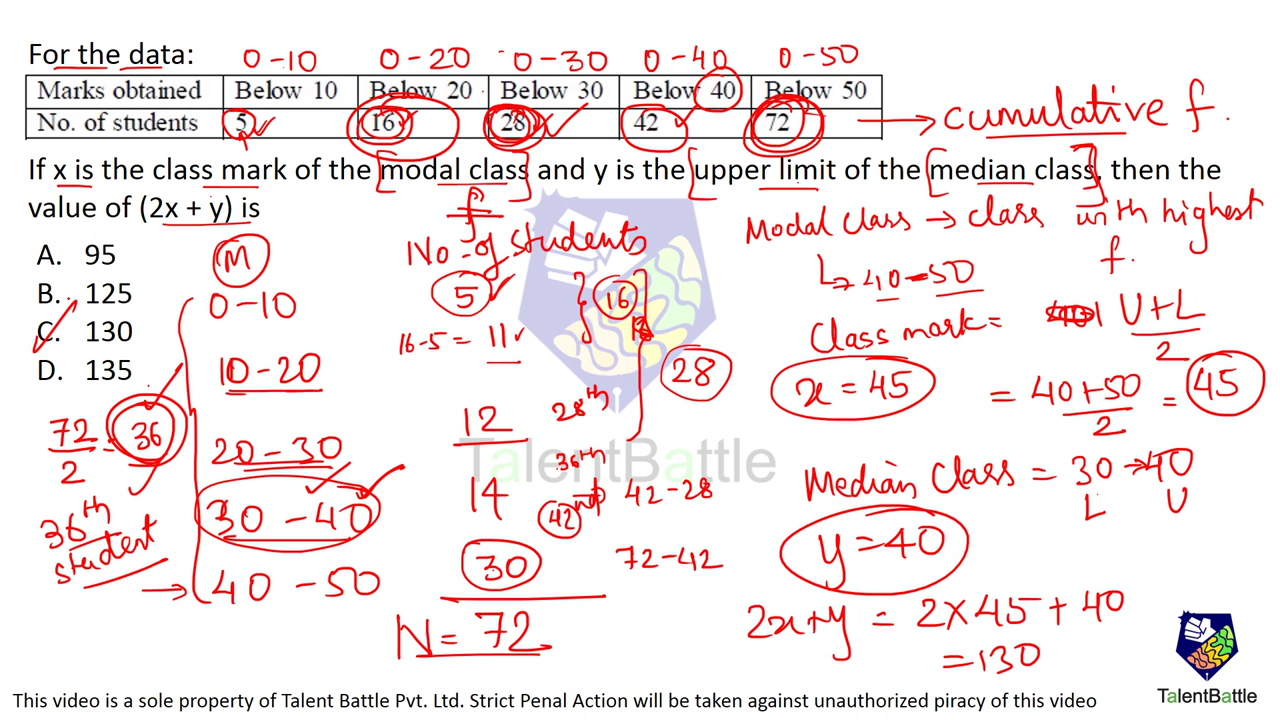 For the data:
0-10 0-20 0-30 0-40 0-50
Marks obtained Below 10 Below 20 Below 30 Below 40 Below 50
No. of students 5 16 28 42 72 → cumulative f.
If x is the class mark of the [modal class] and y is the [upper limit of the [median class], then the
value of (2x + y) is
f
A. 95
B. 125
C. 130
D. 135
M
0-10
10-20
20-30
30-40
→ 40-50
72/2 = 36
36th
student
No. of students
5
16-5 = 11
12 28th
36th
14 42nd 42-28
30 72-42
N = 72
16
28
Modal Class → class with highest
f.
↳ 40-50
Class mark = U+L/2
= 40+50/2 = 45
x = 45
Median Class = 30-40
L U
y = 40
2x+y = 2×45+40
=130
TalentBattle
TalentBattle
This video is a sole property of Talent Battle Pvt. Ltd. Strict Penal Action will be taken against unauthorized piracy of this video